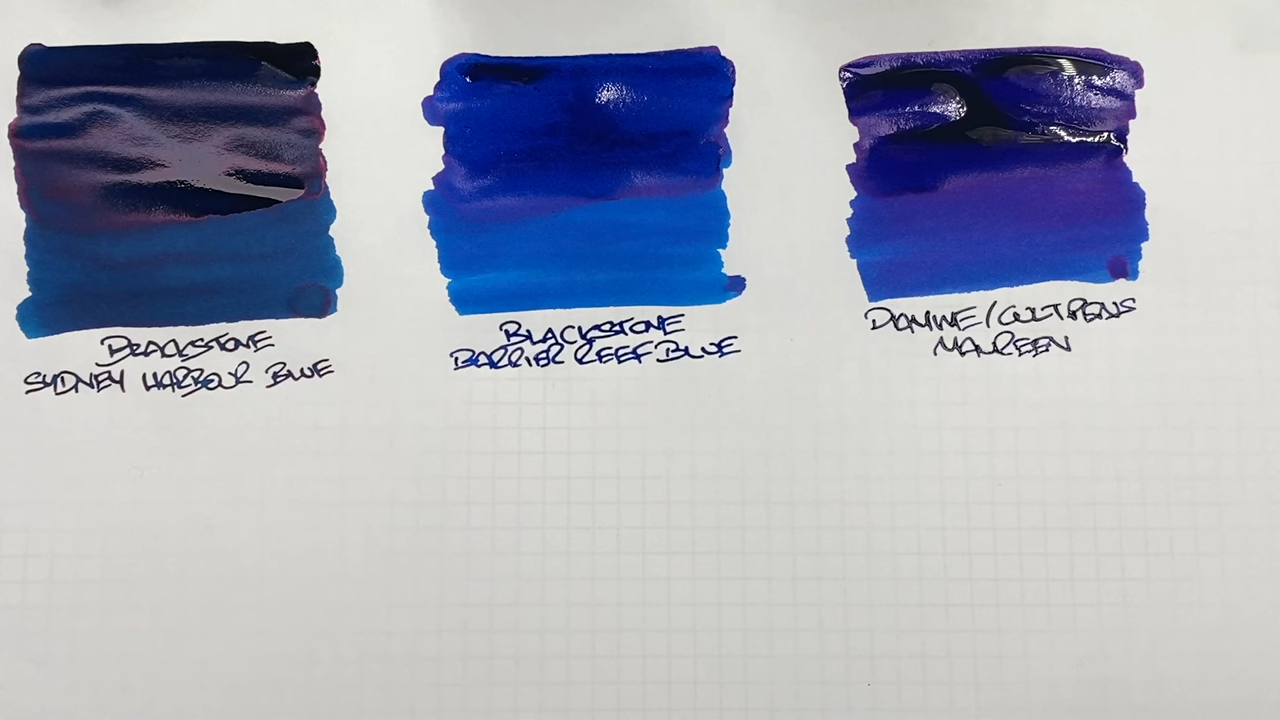 BLACKSTONE
SYDNEY HARBOUR BLUE
BLACKSTONE
BARRIER REEF BLUE
DIAMINE/CULTPENS
MAUREEN